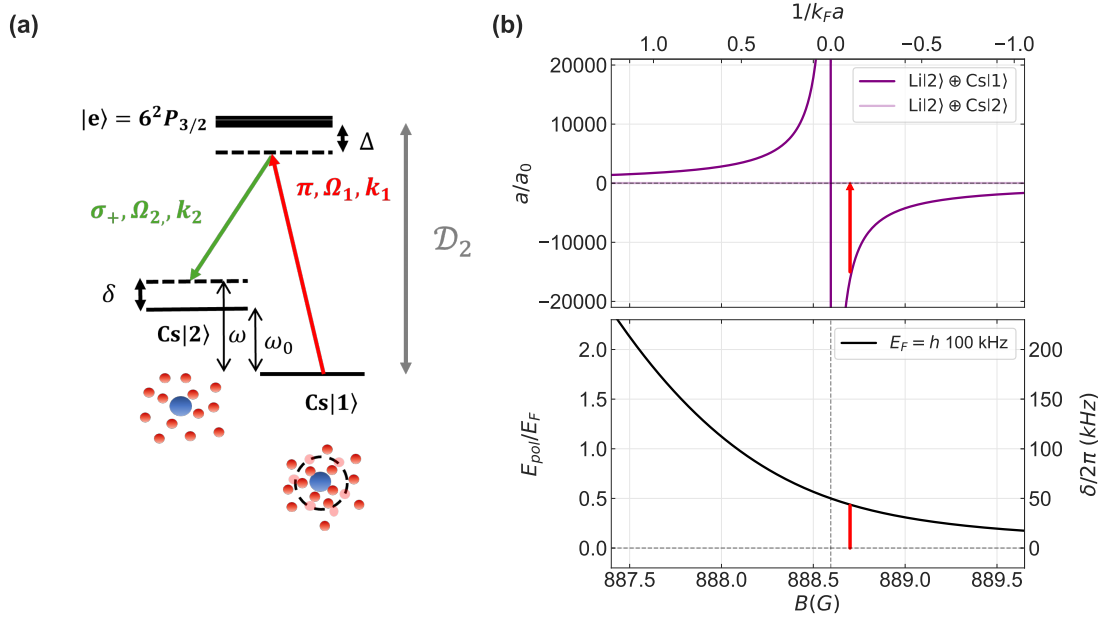 (a)
|e⟩ = 6²P₃/₂
Δ
σ₊, Ω₂, k₂
π, Ω₁, k₁
𝒟₂
δ
Cs|2⟩
ω
ω₀
Cs|1⟩
(b)
1/k_F a
1.0 0.5 0.0 −0.5 −1.0
20000
10000
0
−10000
−20000
a/a₀
Li|2⟩ ⊕ Cs|1⟩
Li|2⟩ ⊕ Cs|2⟩
2.0
1.5
1.0
0.5
0.0
E_pol/E_F
E_F = h 100 kHz
200
150
100
50
0
δ/2π (kHz)
887.5 888.0 888.5 889.0 889.5
B(G)